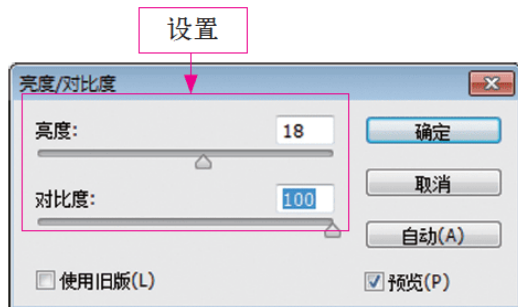 设置
亮度/对比度
亮度: 18
确定
取消
对比度: 100
自动(A)
使用旧版(L)
预览(P)